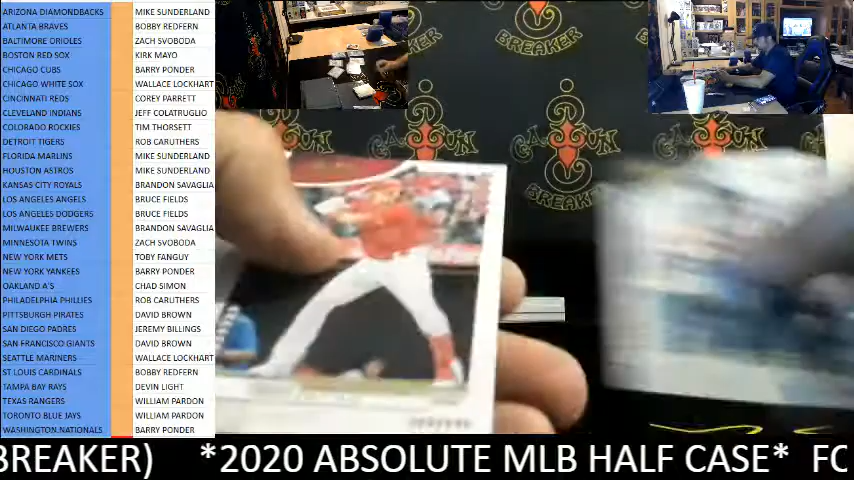 ARIZONA DIAMONDBACKS MIKE SUNDERLAND
ATLANTA BRAVES BOBBY REDFERN
BALTIMORE ORIOLES ZACH SVOBODA
BOSTON RED SOX KIRK MAYO
CHICAGO CUBS BARRY PONDER
CHICAGO WHITE SOX WALLACE LOCKHART
CINCINNATI REDS COREY PARRETT
CLEVELAND INDIANS JEFF COLATRUGLIO
COLORADO ROCKIES TIM THORSETT
DETROIT TIGERS ROB CARUTHERS
FLORIDA MARLINS MIKE SUNDERLAND
HOUSTON ASTROS MIKE SUNDERLAND
KANSAS CITY ROYALS BRANDON SAVAGLIA
LOS ANGELES ANGELS BRUCE FIELDS
LOS ANGELES DODGERS BRUCE FIELDS
MILWAUKEE BREWERS BRANDON SAVAGLIA
MINNESOTA TWINS ZACH SVOBODA
NEW YORK METS TOBY FANGUY
NEW YORK YANKEES BARRY PONDER
OAKLAND A'S CHAD SIMON
PHILADELPHIA PHILLIES ROB CARUTHERS
PITTSBURGH PIRATES DAVID BROWN
SAN DIEGO PADRES JEREMY BILLINGS
SAN FRANCISCO GIANTS DAVID BROWN
SEATTLE MARINERS WALLACE LOCKHART
ST LOUIS CARDINALS BOBBY REDFERN
TAMPA BAY RAYS DEVIN LIGHT
TEXAS RANGERS WILLIAM PARDON
TORONTO BLUE JAYS WILLIAM PARDON
WASHINGTON NATIONALS BARRY PONDER
BREAKER
BREAKER
BREAKER) *2020 ABSOLUTE MLB HALF CASE* FC